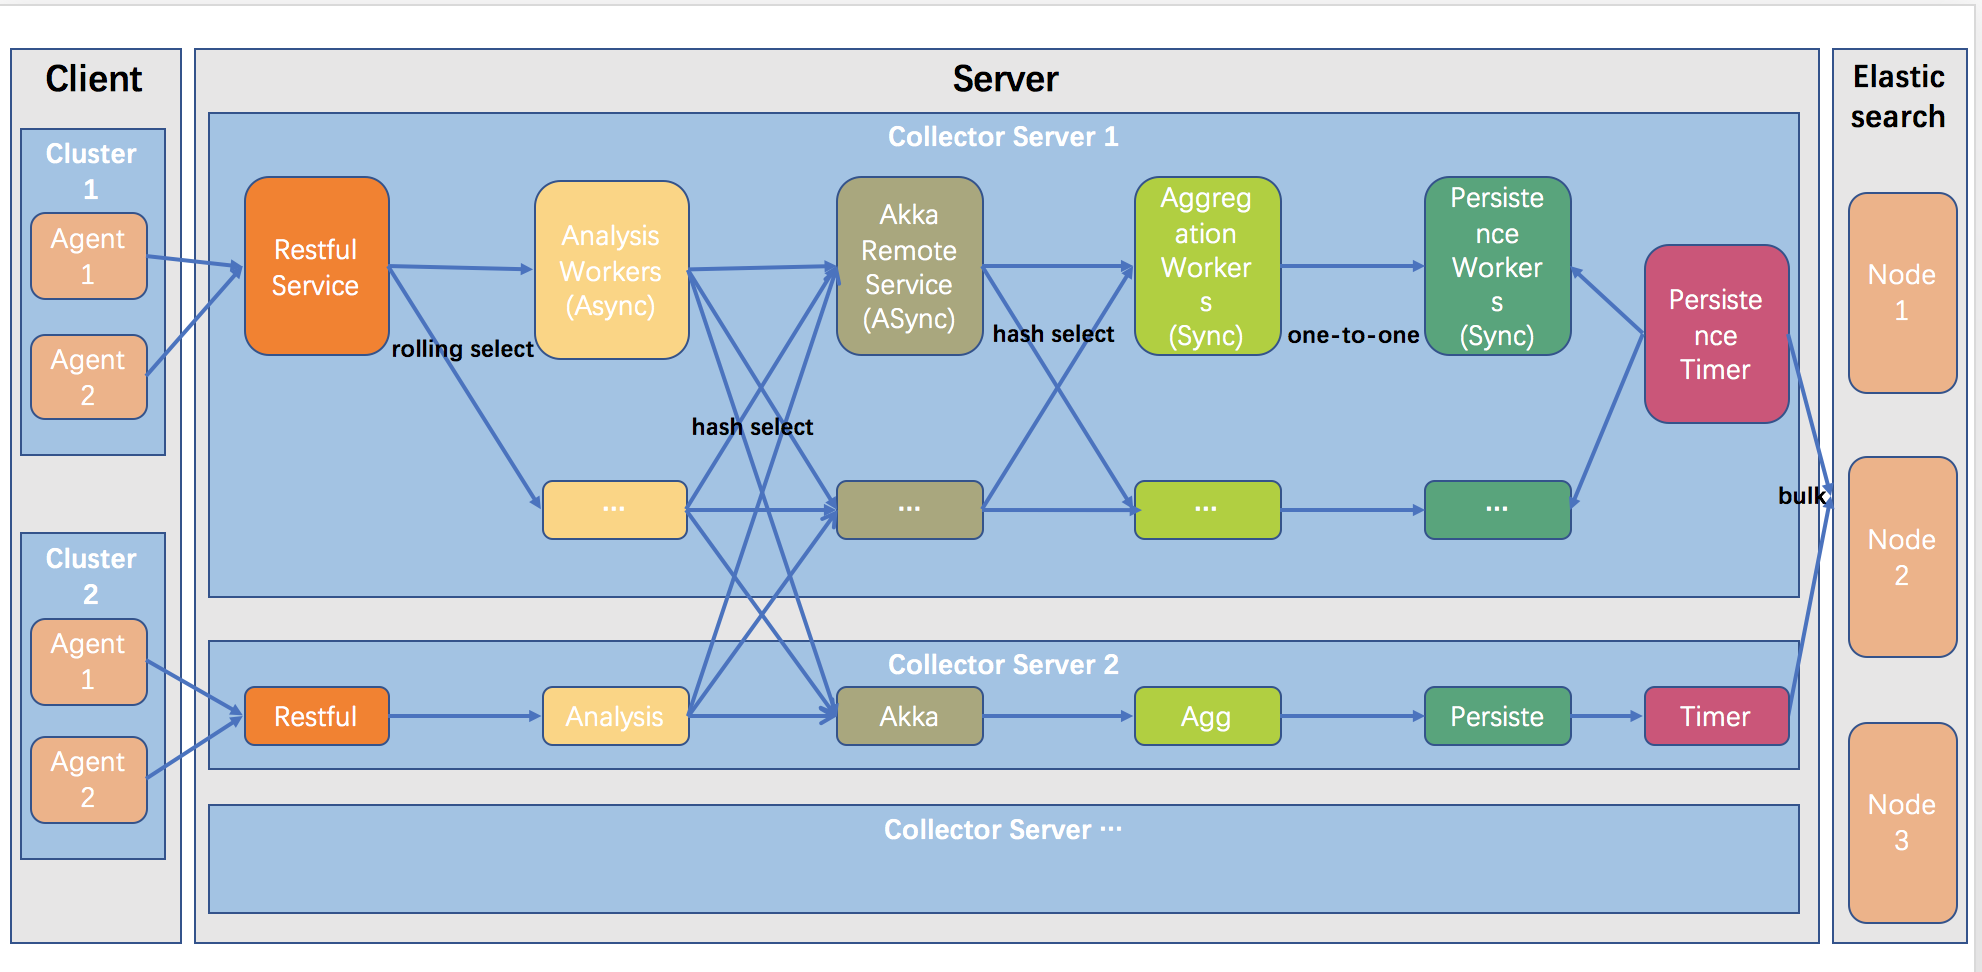 Client
Cluster
1
Agent
1
Agent
2
Cluster
2
Agent
1
Agent
2
Server
Collector Server 1
Restful
Service
rolling select
Analysis
Workers
(Async)
...
hash select
Akka
Remote
Service
(ASync)
...
hash select
Aggreg
ation
Worker
s
(Sync)
...
one-to-one
Persiste
nce
Worker
s
(Sync)
...
Persiste
nce
Timer
bulk
Collector Server 2
Restful
Analysis
Akka
Agg
Persiste
Timer
Collector Server ...
Elastic
search
Node
1
Node
2
Node
3